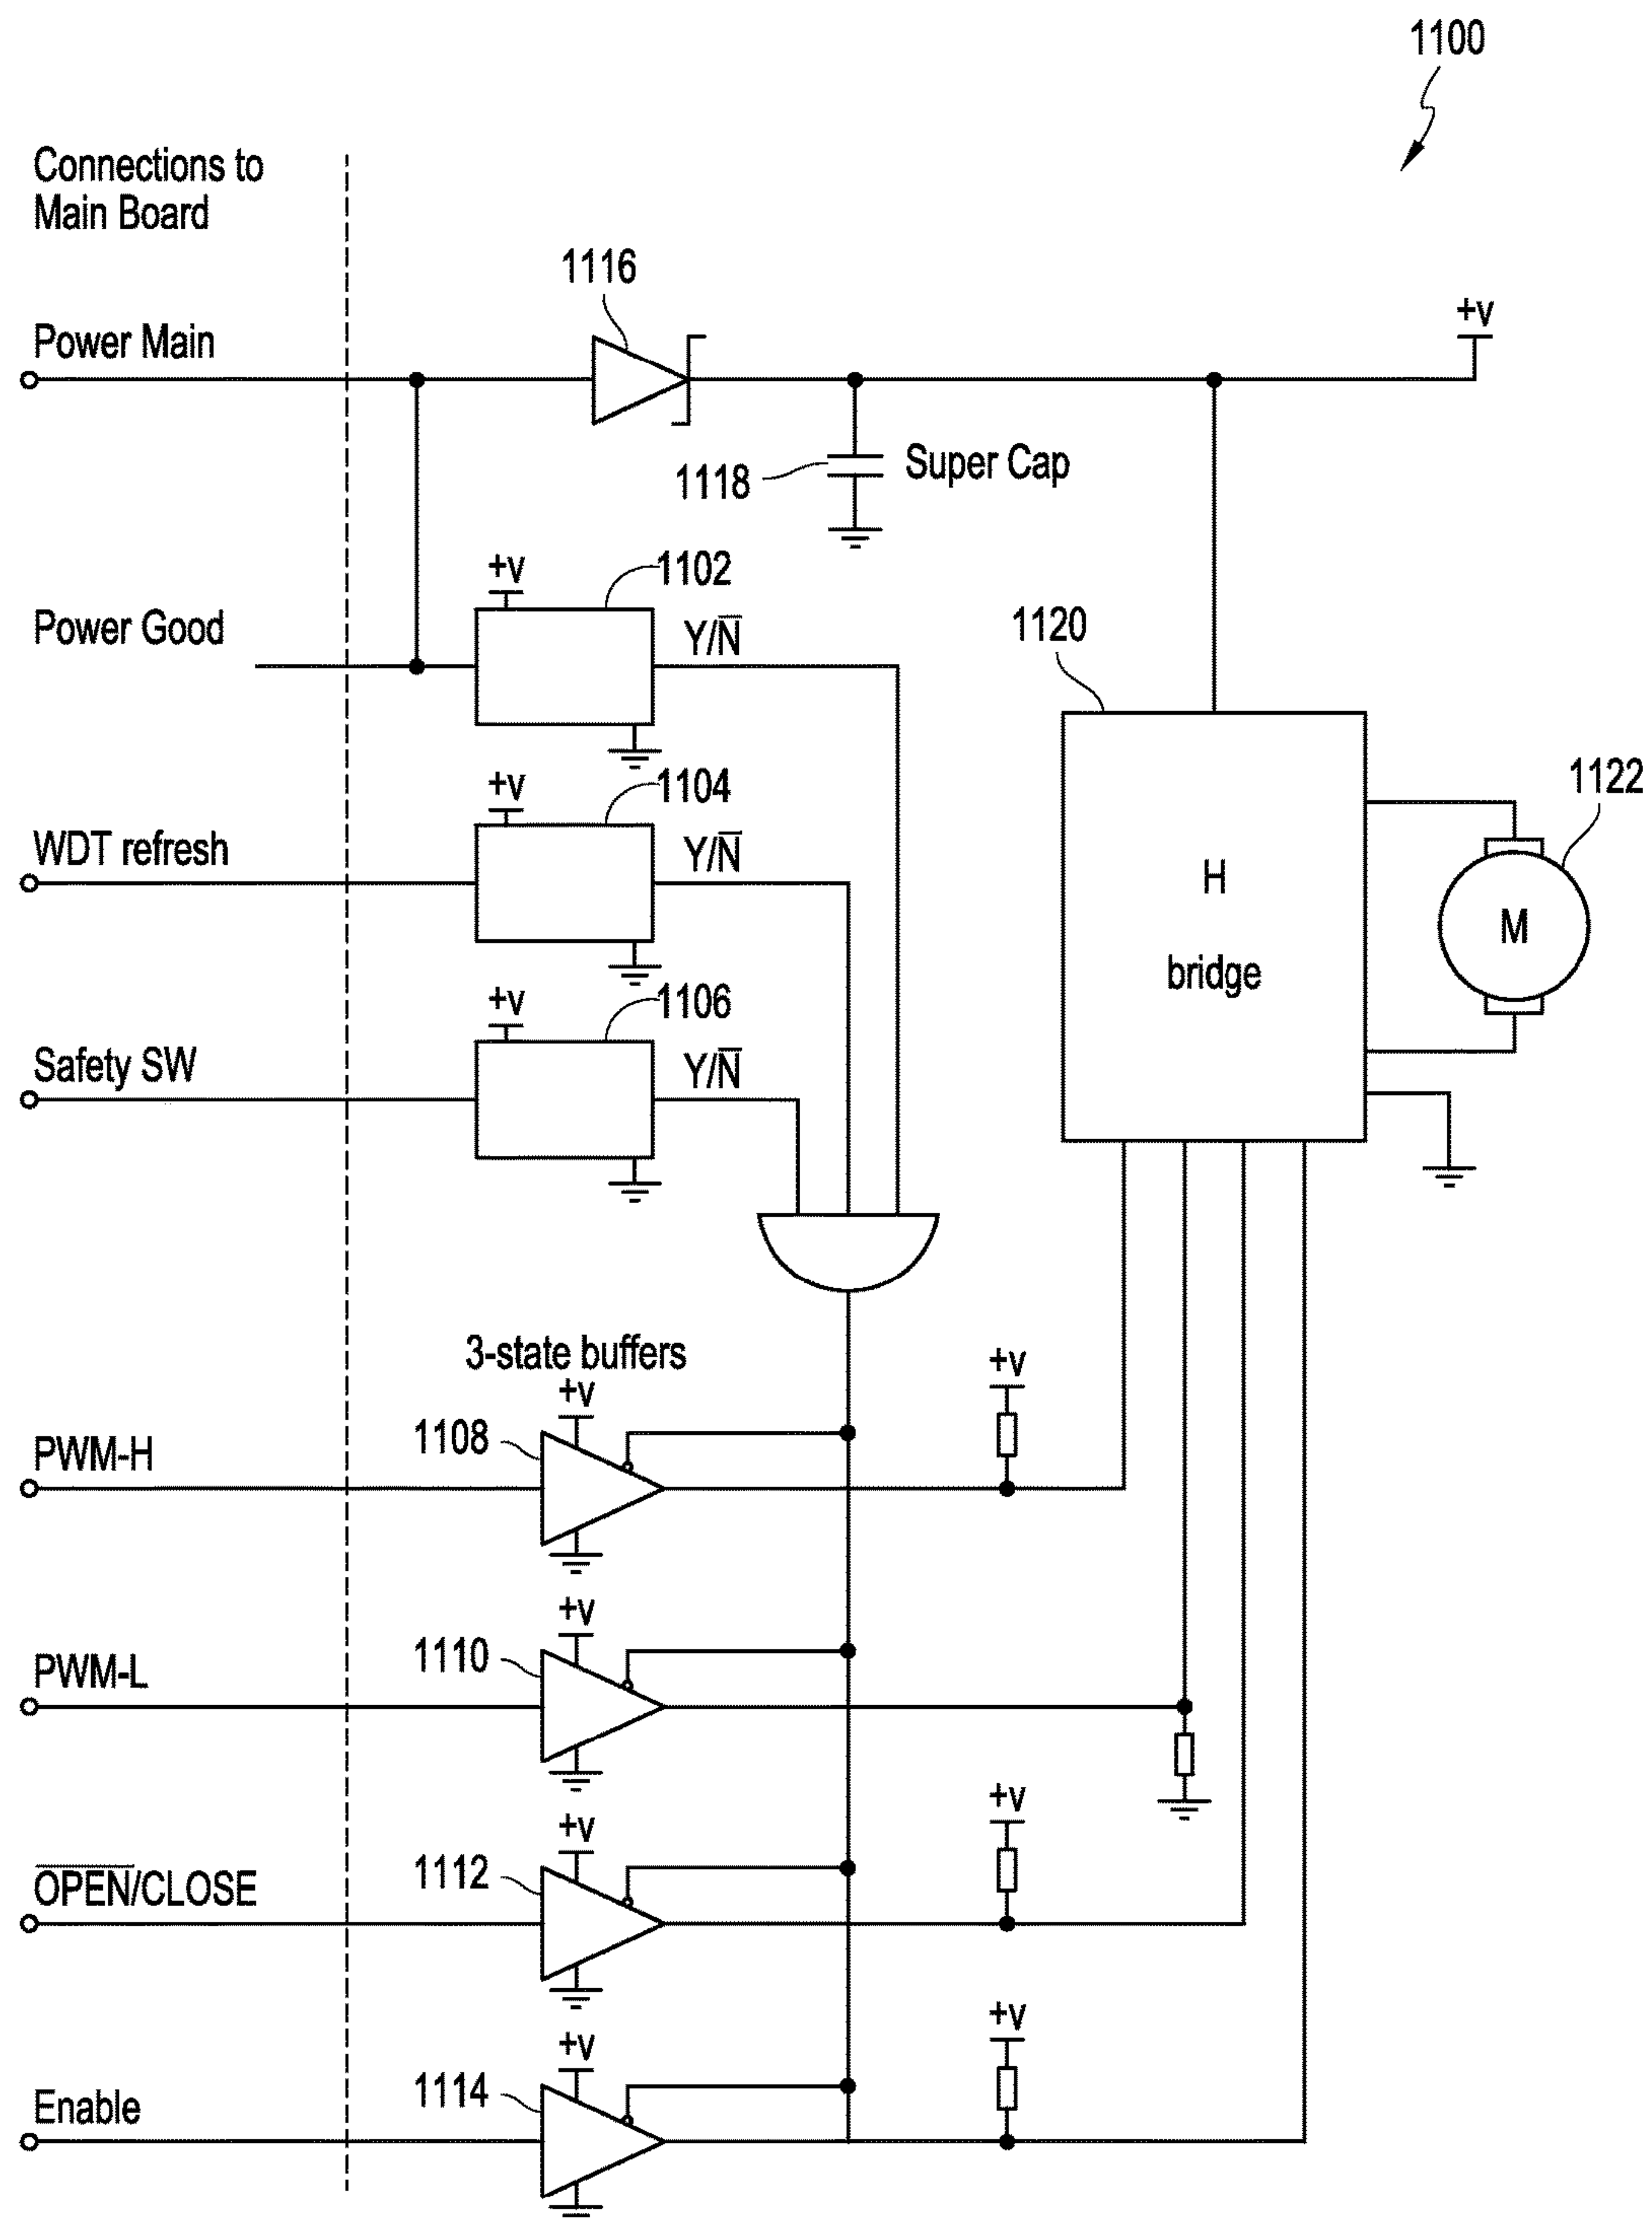 1100
Connections to
Main Board
1116
Power Main
+v
1118
Super Cap
+v
1102
Power Good
Y/N̅
1120
+v
1104
1122
WDT refresh
Y/N̅
H
M
bridge
+v
1106
Safety SW
Y/N̅
3-state buffers
+v
+v
1108
PWM-H
+v
1110
PWM-L
+v
+v
1112
O̅P̅E̅N̅/CLOSE
+v
+v
1114
Enable